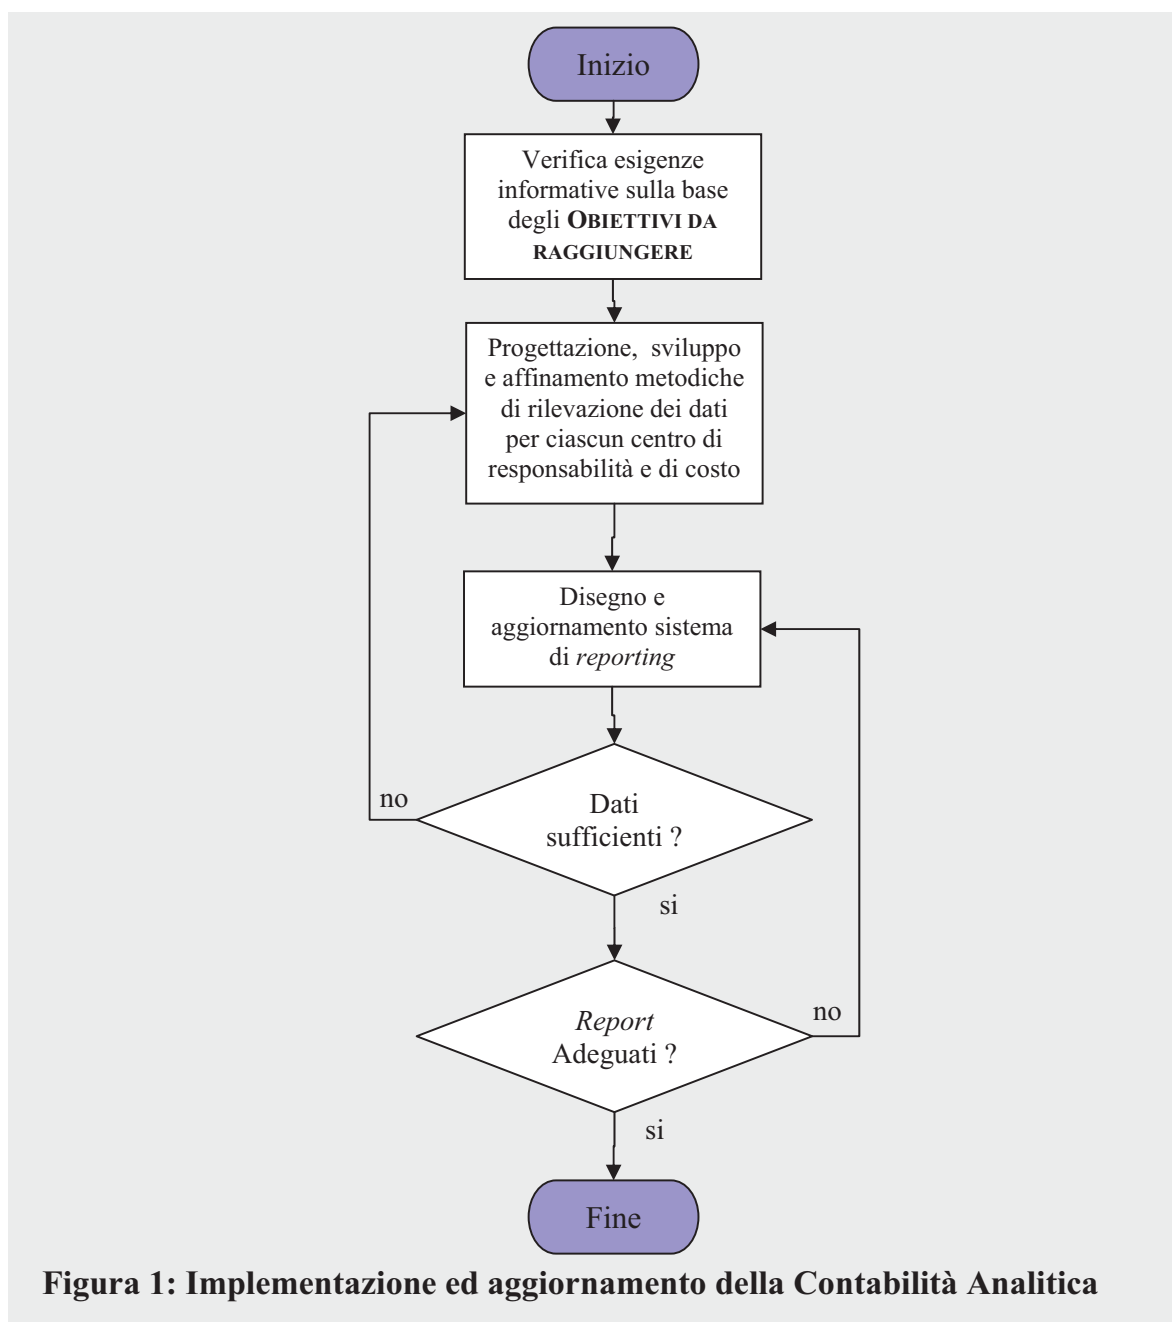 Inizio
Verifica esigenze
informative sulla base
degli OBIETTIVI DA
RAGGIUNGERE
Progettazione, sviluppo
e affinamento metodiche
di rilevazione dei dati
per ciascun centro di
responsabilità e di costo
Disegno e
aggiornamento sistema
di reporting
no
Dati
sufficienti ?
si
Report
Adeguati ?
no
si
Fine
Figura 1: Implementazione ed aggiornamento della Contabilità Analitica